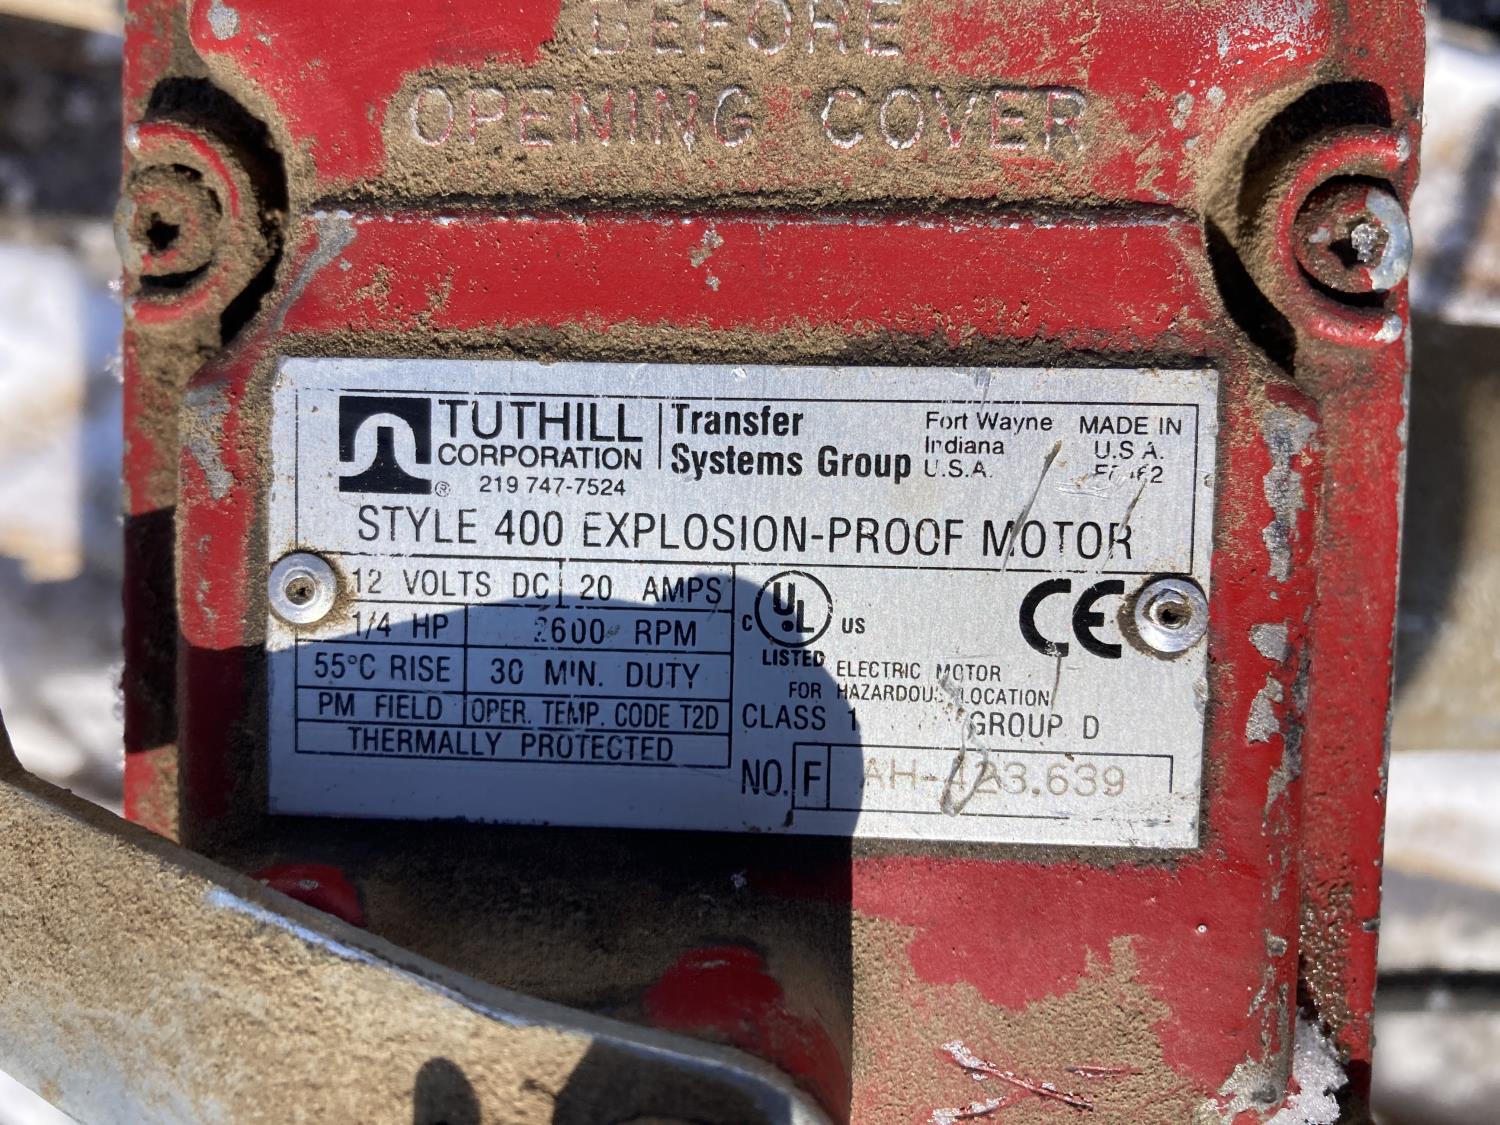 BEFORE
OPENING COVER
TUTHILL
CORPORATION
® 219 747-7524
Transfer
Systems Group
Fort Wayne
Indiana
U.S.A.
MADE IN
U.S.A.
STYLE 400 EXPLOSION-PROOF MOTOR
12 VOLTS DC 20 AMPS
1/4 HP 2600 RPM
55°C RISE 30 MIN. DUTY
PM FIELD OPER. TEMP. CODE T2D
THERMALLY PROTECTED
C UL US
LISTED
CE
ELECTRIC MOTOR
FOR HAZARDOUS LOCATION
CLASS 1 GROUP D
NO. F AH-423.639